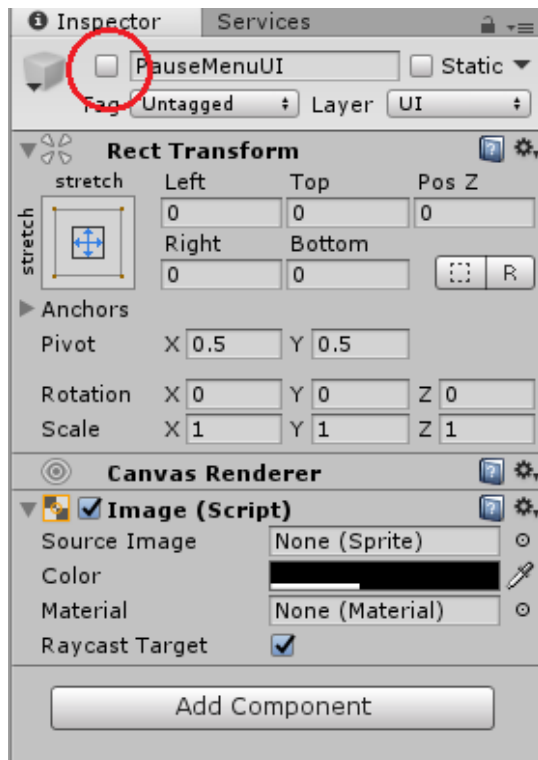 Inspector Services
PauseMenuUI Static
Tag Untagged Layer UI
Rect Transform
stretch Left Top Pos Z
stretch
0 0 0
Right Bottom
0 0 R
Anchors
Pivot X 0.5 Y 0.5
Rotation X 0 Y 0 Z 0
Scale X 1 Y 1 Z 1
Canvas Renderer
Image (Script)
Source Image None (Sprite)
Color
Material None (Material)
Raycast Target
Add Component